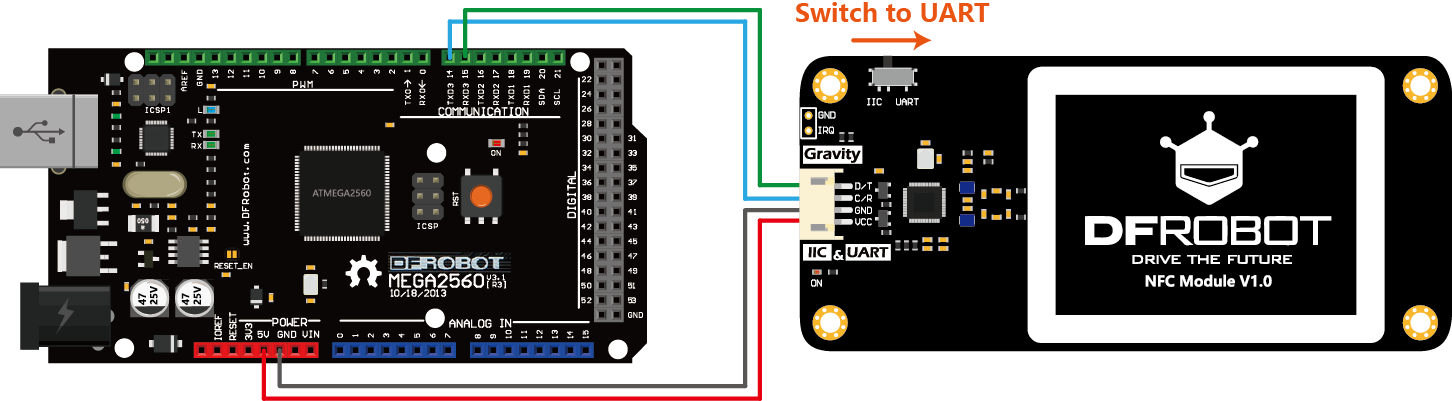 Switch to UART
AREF
GND
13
12
11
10
9
8
7
6
5
4
3
2
1
0
PWM
TX0→
RX0←
14
15
16
17
18
19
20
21
TXD3
RXD3
TXD2
RXD2
TXD1
RXD1
SDA
SCL
COMMUNICATION
ICSP1
L
TX
RX
www.DFRobot.com
ON
22
24
26
28
30
32
34
36
38
40
42
44
46
48
50
52
31
33
35
37
39
41
43
45
47
49
51
53
GND
DIGITAL
ATMEGA2560
RST
ICSP
050
RESET_EN
47
25V
47
25V
DFROBOT
MEGA2560
V3.1
[R3]
10/18/2013
POWER
IOREF
RESET
3V3
5V
GND
VIN
ANALOG IN
0
1
2
3
4
5
6
7
8
9
10
11
12
13
14
15
IIC UART
GND
IRQ
Gravity
D/T
C/R
GND
VCC
IIC & UART
ON
DFROBOT
DRIVE THE FUTURE
NFC Module V1.0